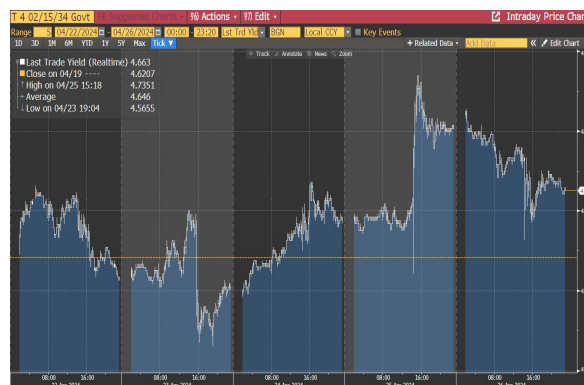 T 4 02/15/34 Govt 94) Suggested Charts 96) Actions 97) Edit Intraday Price Char
Range 5 04/22/2024 - 04/26/2024 00:00 - 23:20 Lst Trd Yld BGN Local CCY Key Events
1D 3D 1M 6M YTD 1Y 5Y Max Tick + Related Data Add Data « Edit Chart
+ Track Annotate News Zoom
Last Trade Yield (Realtime) 4.663
Close on 04/19 ---- 4.6207
High on 04/25 15:18 4.7351
Average 4.646
Low on 04/23 19:04 4.5655
08:00 16:00 08:00 16:00 08:00 16:00 08:00 16:00 08:00 16:00